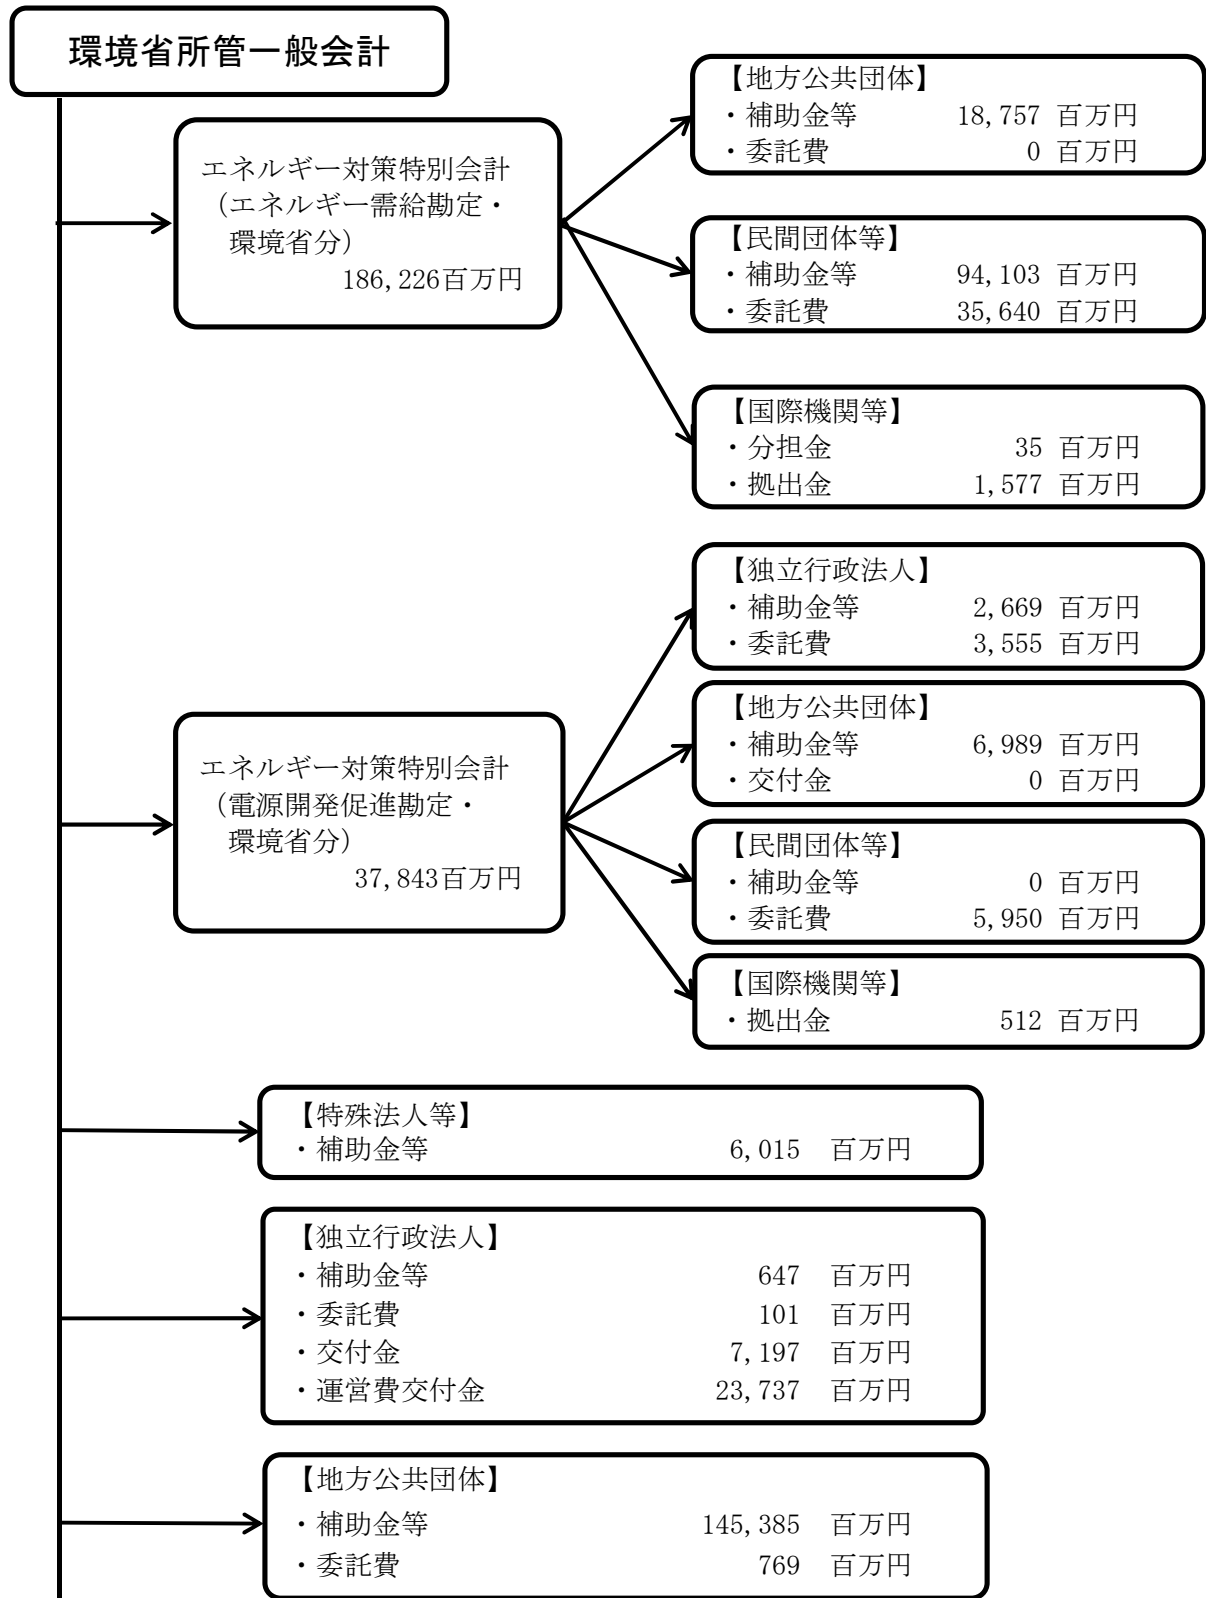 環境省所管一般会計
エネルギー対策特別会計
（エネルギー需給勘定・
環境省分）
186,226百万円
【地方公共団体】
・補助金等 18,757 百万円
・委託費 0 百万円
【民間団体等】
・補助金等 94,103 百万円
・委託費 35,640 百万円
【国際機関等】
・分担金 35 百万円
・拠出金 1,577 百万円
エネルギー対策特別会計
（電源開発促進勘定・
環境省分）
37,843百万円
【独立行政法人】
・補助金等 2,669 百万円
・委託費 3,555 百万円
【地方公共団体】
・補助金等 6,989 百万円
・交付金 0 百万円
【民間団体等】
・補助金等 0 百万円
・委託費 5,950 百万円
【国際機関等】
・拠出金 512 百万円
【特殊法人等】
・補助金等 6,015 百万円
【独立行政法人】
・補助金等 647 百万円
・委託費 101 百万円
・交付金 7,197 百万円
・運営費交付金 23,737 百万円
【地方公共団体】
・補助金等 145,385 百万円
・委託費 769 百万円